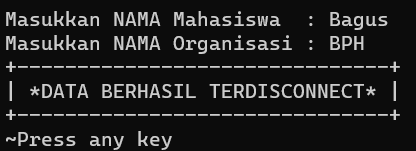 Masukkan NAMA Mahasiswa  : Bagus
Masukkan NAMA Organisasi : BPH
+-------------------------------+
| *DATA BERHASIL TERDISCONNECT* |
+-------------------------------+
~Press any key